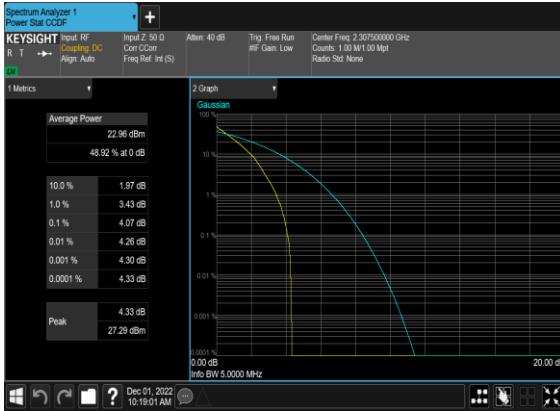 Spectrum Analyzer 1
Power Stat CCDF
+
KEYSIGHT
R T
LXI
Input: RF
Coupling: DC
Align: Auto
Input Z: 50 Ω
Corr CCorr
Freq Ref: Int (S)
Atten: 40 dB
Trig: Free Run
#IF Gain: Low
Center Freq: 2.307500000 GHz
Counts: 1.00 M/1.00 Mpt
Radio Std: None
1 Metrics
Average Power
22.96 dBm
48.92 % at 0 dB
10.0 % 1.97 dB
1.0 % 3.43 dB
0.1 % 4.07 dB
0.01 % 4.26 dB
0.001 % 4.30 dB
0.0001 % 4.33 dB
Peak
4.33 dB
27.29 dBm
2 Graph
Gaussian
100 %
10 %
1 %
0.1 %
0.01 %
0.001 %
0.0001 %
0.00 dB
20.00 d
Info BW 5.0000 MHz
?
Dec 01, 2022
10:19:01 AM